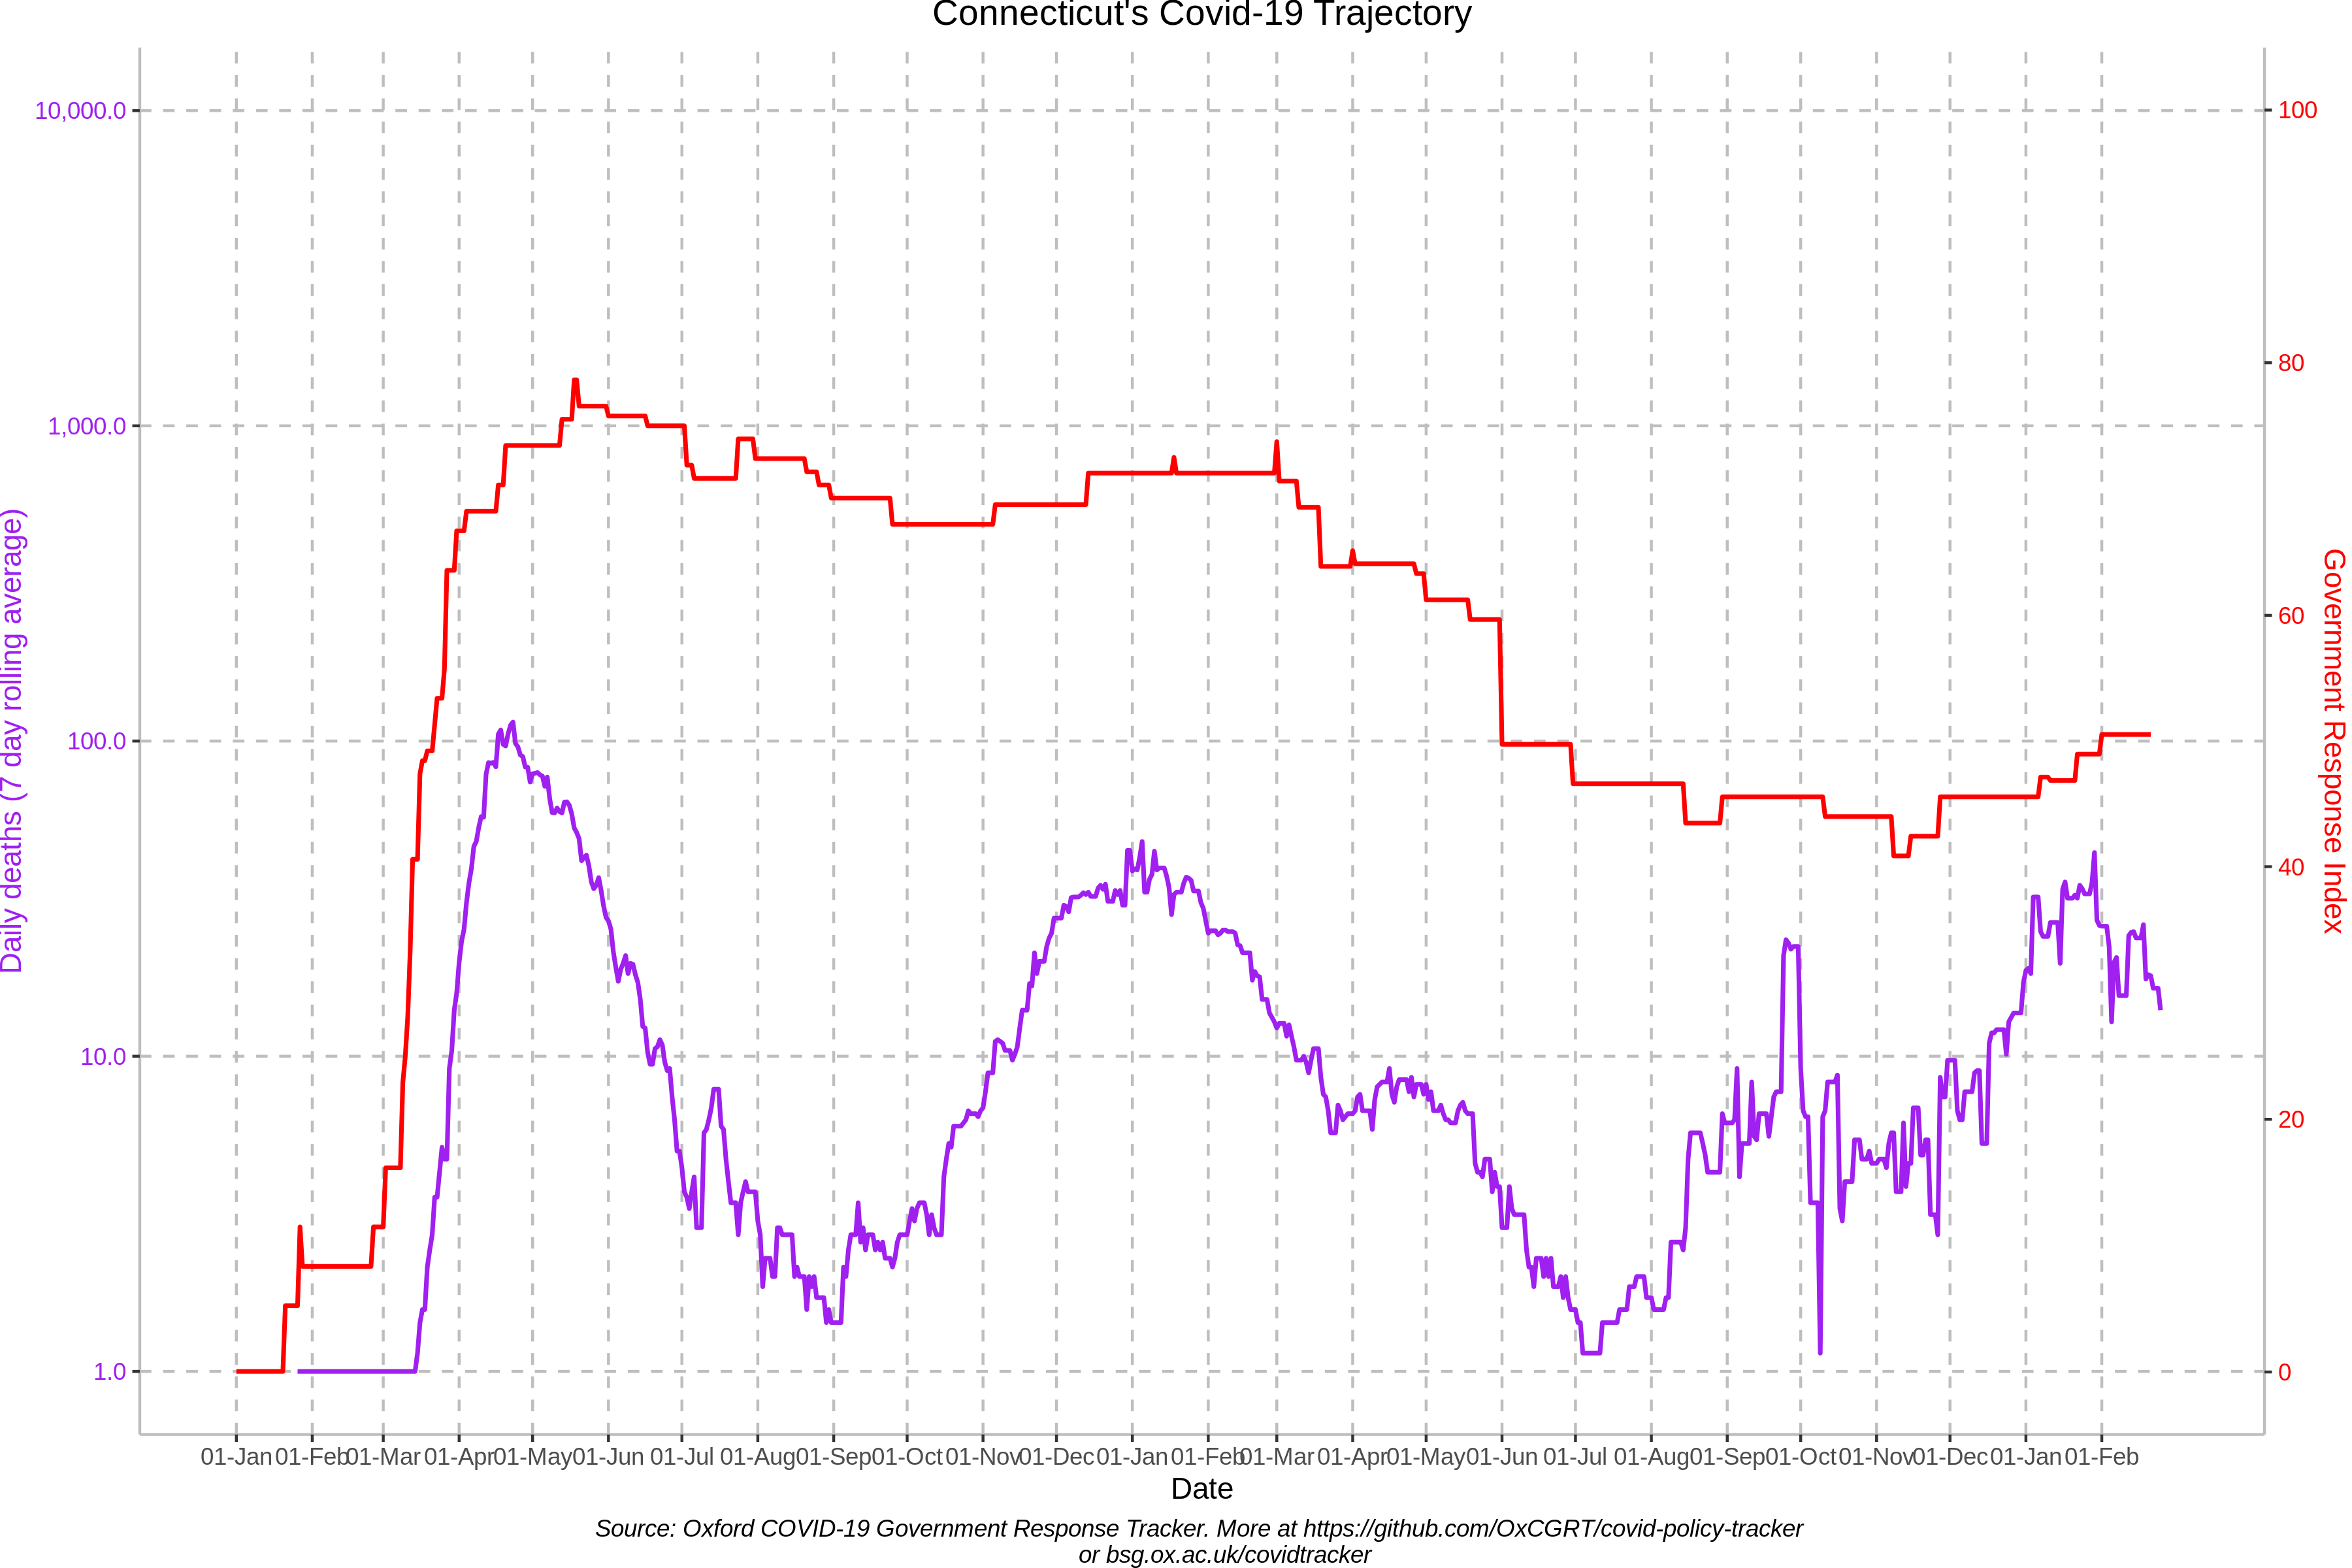 Connecticut's Covid-19 Trajectory
10,000.0
1,000.0
100.0
10.0
1.0
Daily deaths (7 day rolling average)
100
80
60
40
20
0
Government Response Index
01-Jan 01-Feb 01-Mar 01-Apr 01-May 01-Jun 01-Jul 01-Aug 01-Sep 01-Oct 01-Nov 01-Dec 01-Jan 01-Feb 01-Mar 01-Apr 01-May 01-Jun 01-Jul 01-Aug 01-Sep 01-Oct 01-Nov 01-Dec 01-Jan 01-Feb
Date
Source: Oxford COVID-19 Government Response Tracker. More at https://github.com/OxCGRT/covid-policy-tracker
or bsg.ox.ac.uk/covidtracker